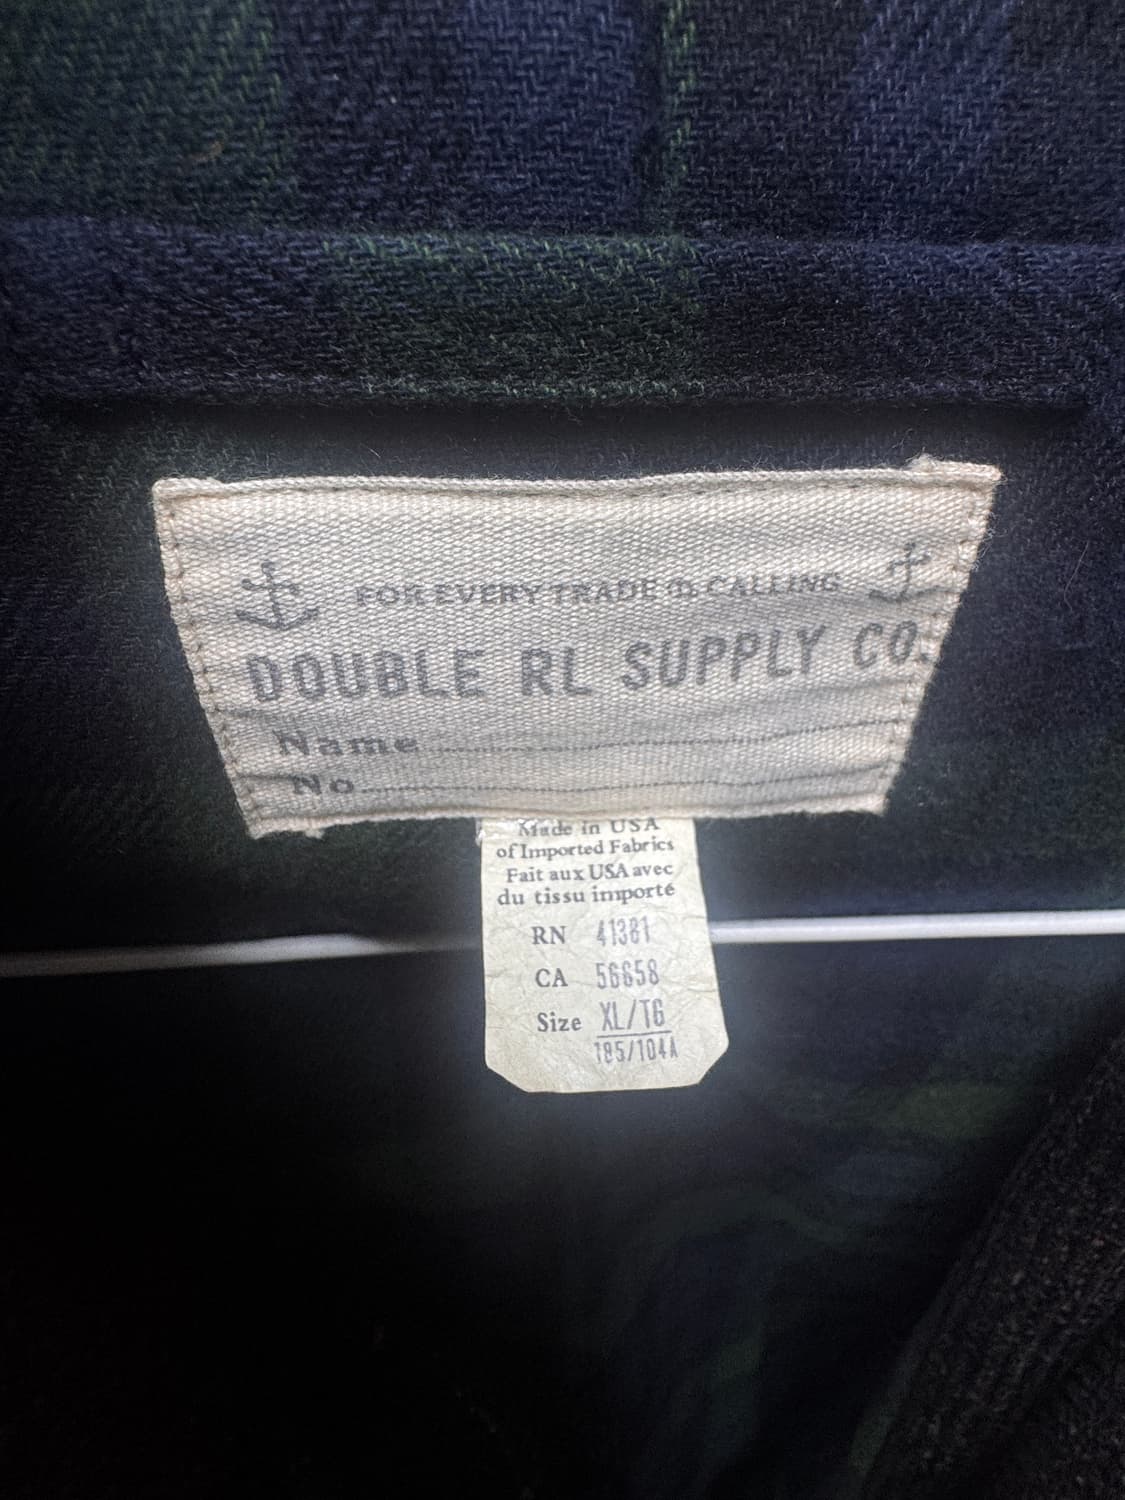 FOR EVERY TRADE & CALLING
DOUBLE RL SUPPLY CO.
Name
No
Made in USA
of Imported Fabrics
Fait aux USA avec
du tissu importé
RN 41381
CA 56658
Size XL/TG
185/104A